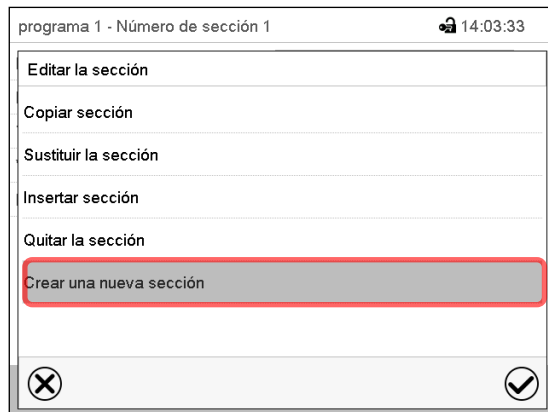 programa 1 - Número de sección 1 14:03:33
Editar la sección
Copiar sección
Sustituir la sección
Insertar sección
Quitar la sección
Crear una nueva sección